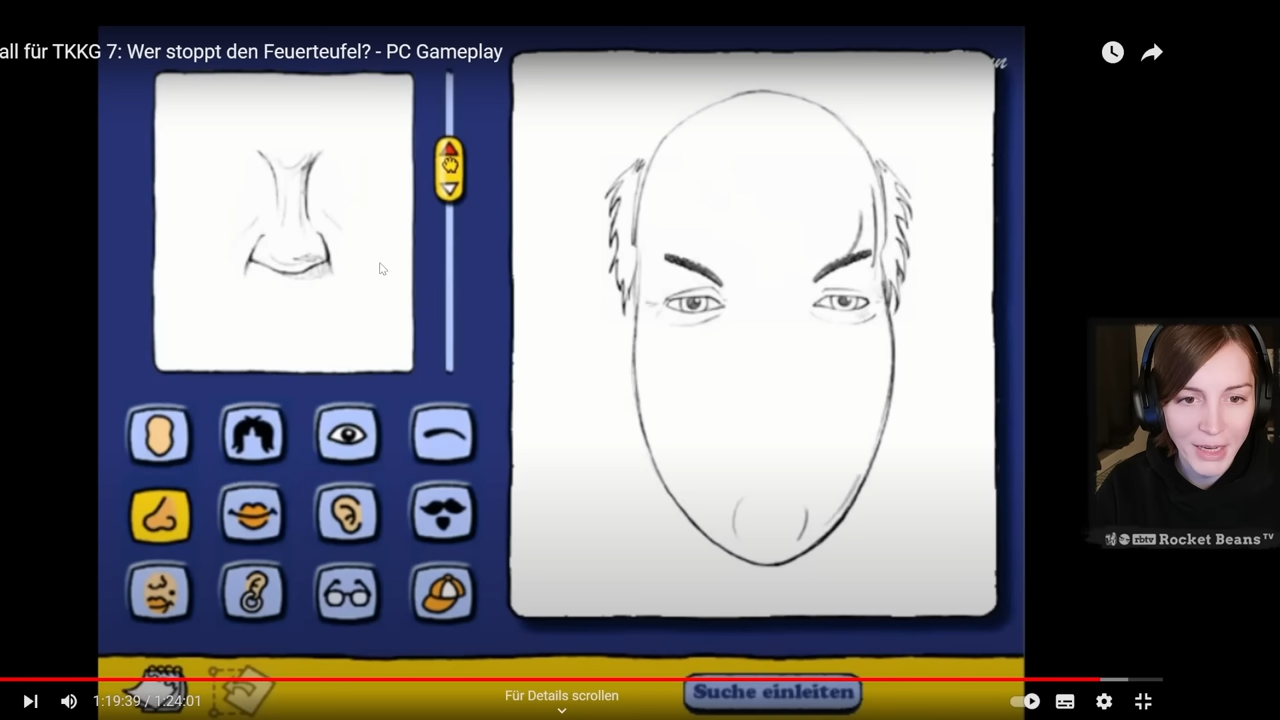 all für TKKG 7: Wer stoppt den Feuerteufel? - PC Gameplay
rbtv Rocket Beans TV
Suche einleiten
1:19:39 / 1:24:01
Für Details scrollen